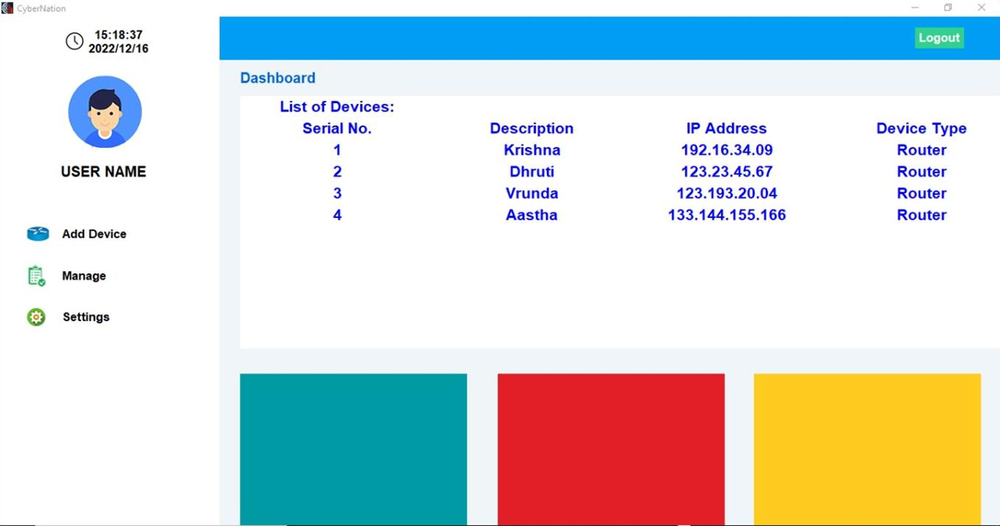 CyberNation
15:18:37
2022/12/16
Logout
USER NAME
Add Device
Manage
Settings
Dashboard
List of Devices:
Serial No. Description IP Address Device Type
1 Krishna 192.16.34.09 Router
2 Dhruti 123.23.45.67 Router
3 Vrunda 123.193.20.04 Router
4 Aastha 133.144.155.166 Router